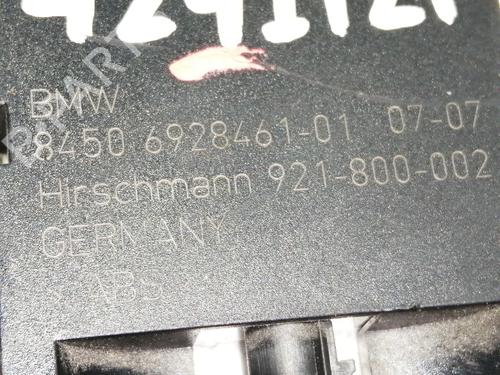 BMW
8450 6928461-01 07-07
Hirschmann 921-800-002
GERMANY
ABS